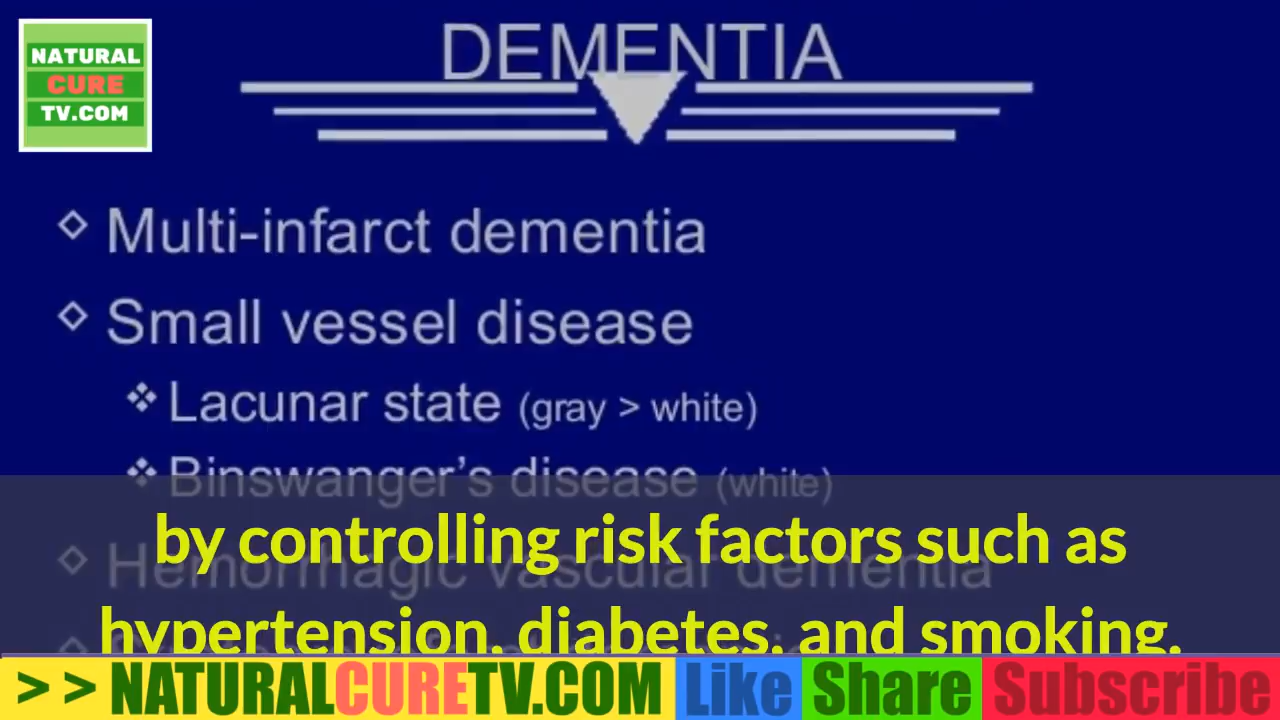 NATURAL
CURE
TV.COM
DEMENTIA
Multi-infarct dementia
Small vessel disease
Lacunar state (gray > white)
Binswanger's disease (white)
Hemorrhagic vascular dementia
by controlling risk factors such as
hypertension, diabetes, and smoking.
>> NATURALCURETV.COM Like Share Subscribe